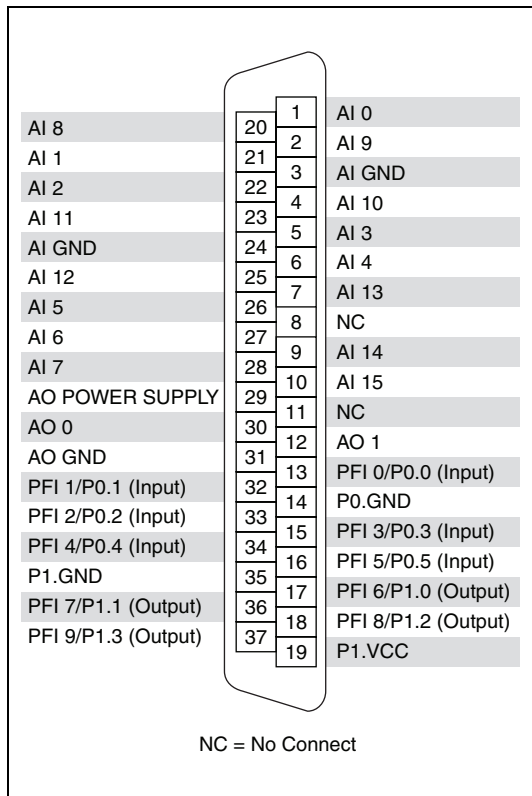 1 AI 0
AI 8 20
2 AI 9
AI 1 21
3 AI GND
AI 2 22
4 AI 10
AI 11 23
5 AI 3
AI GND 24
6 AI 4
AI 12 25
7 AI 13
AI 5 26
8 NC
AI 6 27
9 AI 14
AI 7 28
10 AI 15
AO POWER SUPPLY 29
11 NC
AO 0 30
12 AO 1
AO GND 31
13 PFI 0/P0.0 (Input)
PFI 1/P0.1 (Input) 32
14 P0.GND
PFI 2/P0.2 (Input) 33
15 PFI 3/P0.3 (Input)
PFI 4/P0.4 (Input) 34
16 PFI 5/P0.5 (Input)
P1.GND 35
17 PFI 6/P1.0 (Output)
PFI 7/P1.1 (Output) 36
18 PFI 8/P1.2 (Output)
PFI 9/P1.3 (Output) 37
19 P1.VCC
NC = No Connect